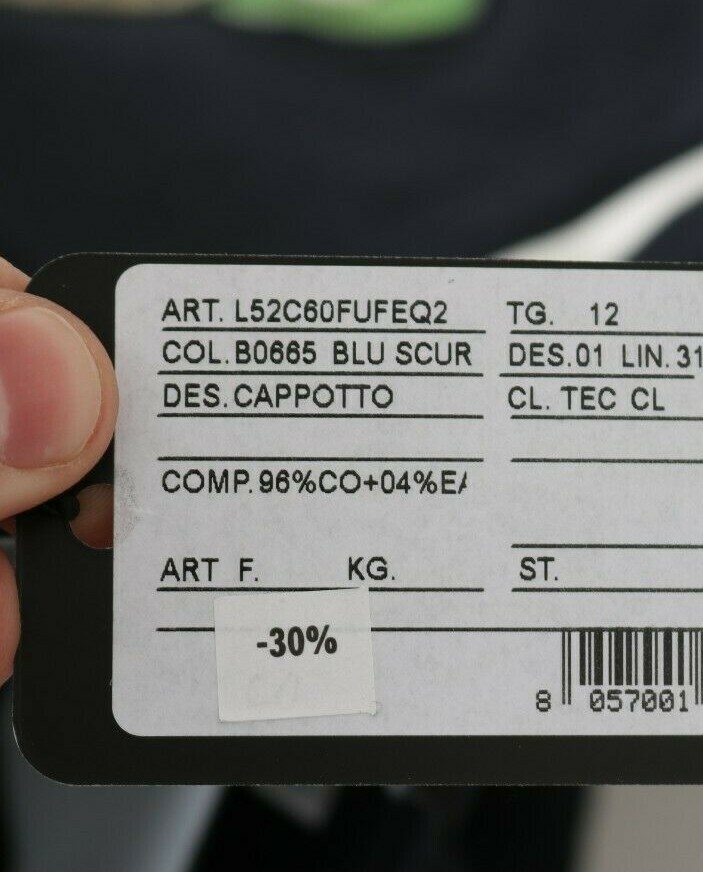 ART. L52C60FUFEQ2 TG. 12
COL. B0665 BLU SCUR DES.01 LIN. 31
DES. CAPPOTTO CL. TEC CL
COMP. 96%CO+04%EA
ART F. KG. ST.
-30%
8 057001